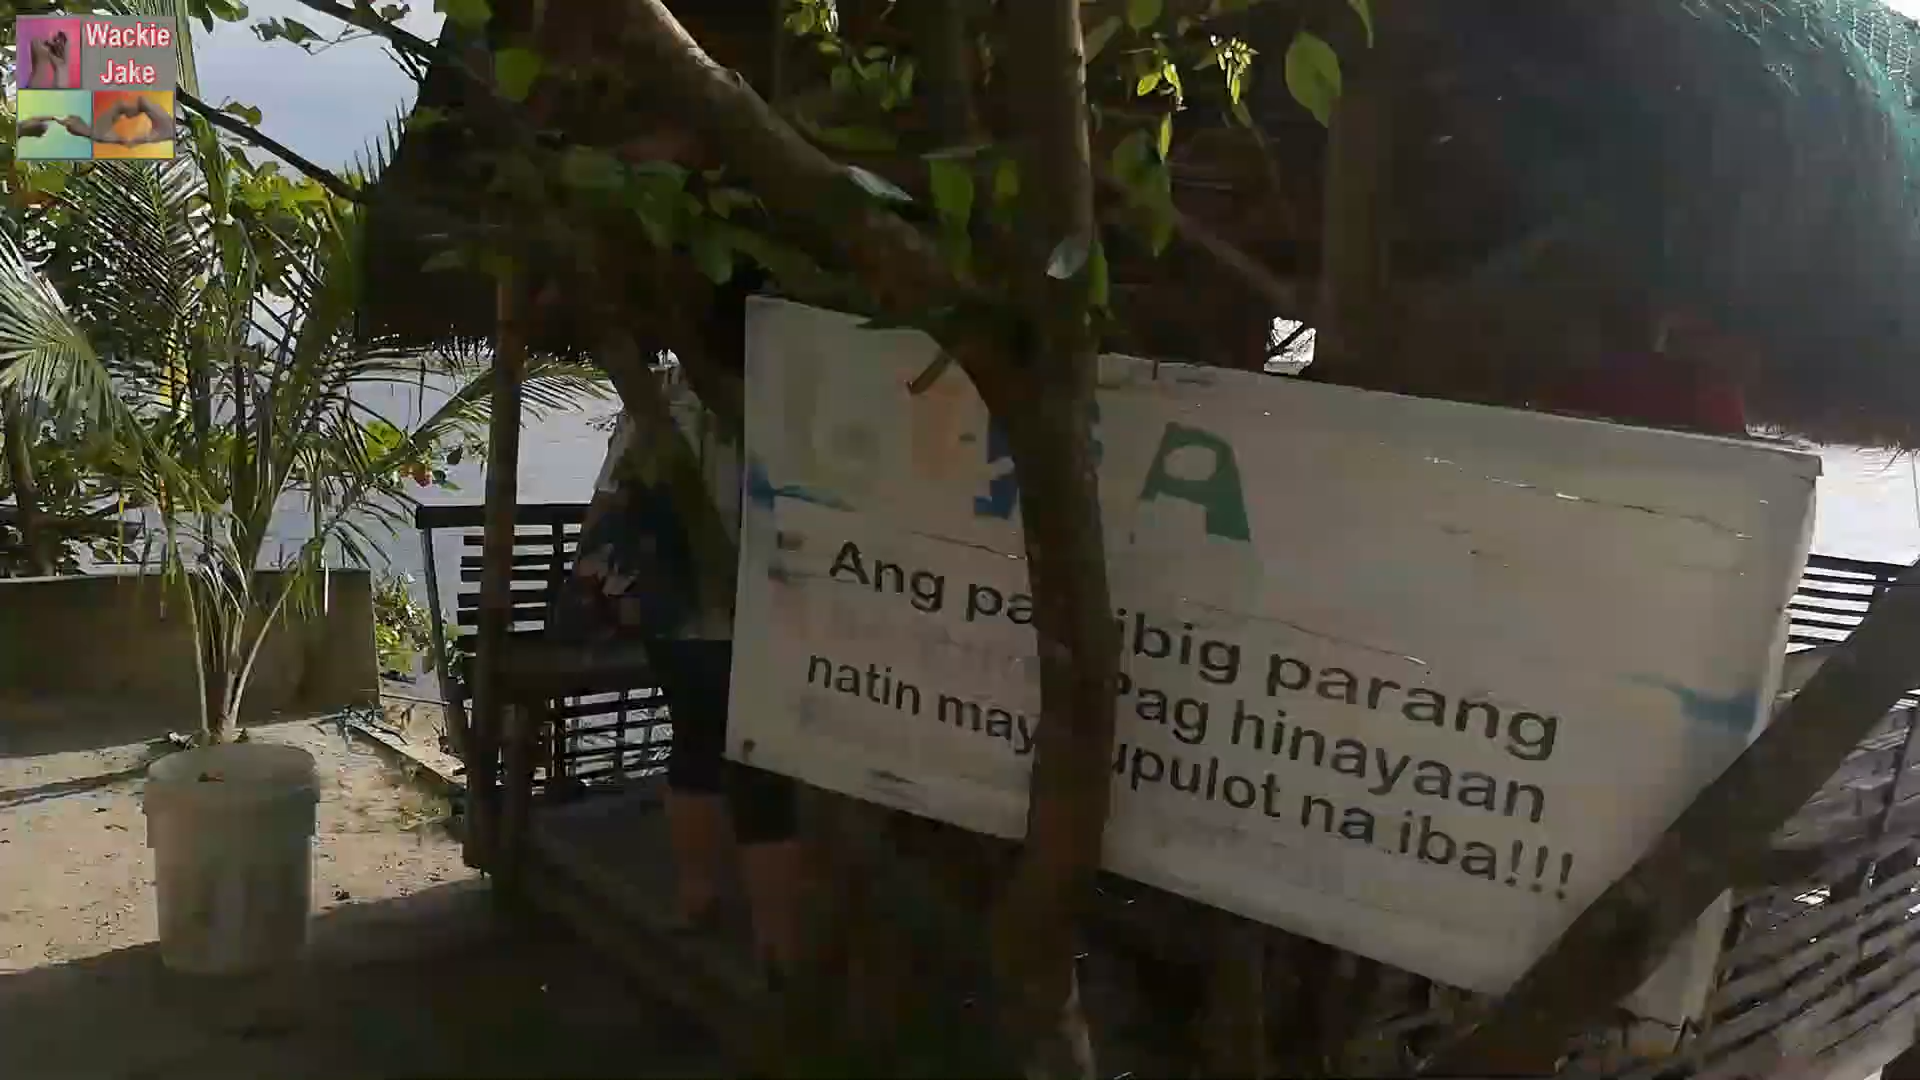 Wackie
Jake
A
Ang pa ibig parang
Pag hinayaan
natin may upulot na iba!!!